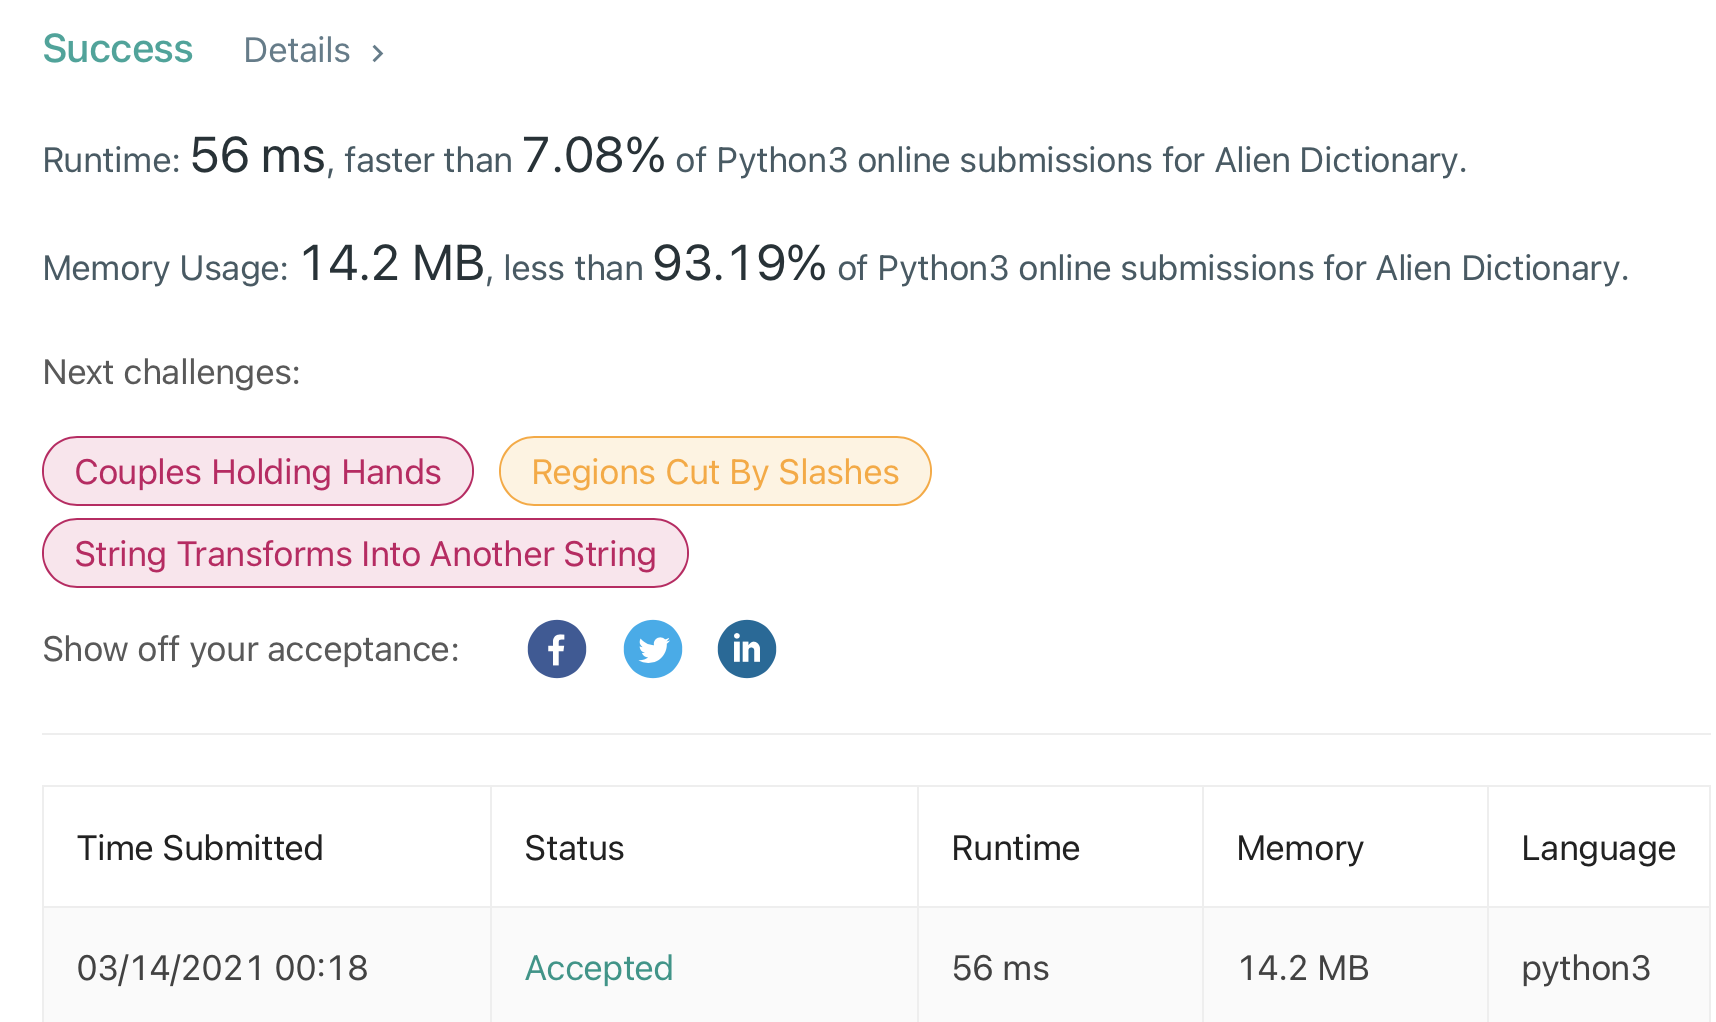 Success Details >
Runtime: 56 ms, faster than 7.08% of Python3 online submissions for Alien Dictionary.
Memory Usage: 14.2 MB, less than 93.19% of Python3 online submissions for Alien Dictionary.
Next challenges:
Couples Holding Hands Regions Cut By Slashes
String Transforms Into Another String
Show off your acceptance: f in
Time Submitted Status Runtime Memory Language
03/14/2021 00:18 Accepted 56 ms 14.2 MB python3